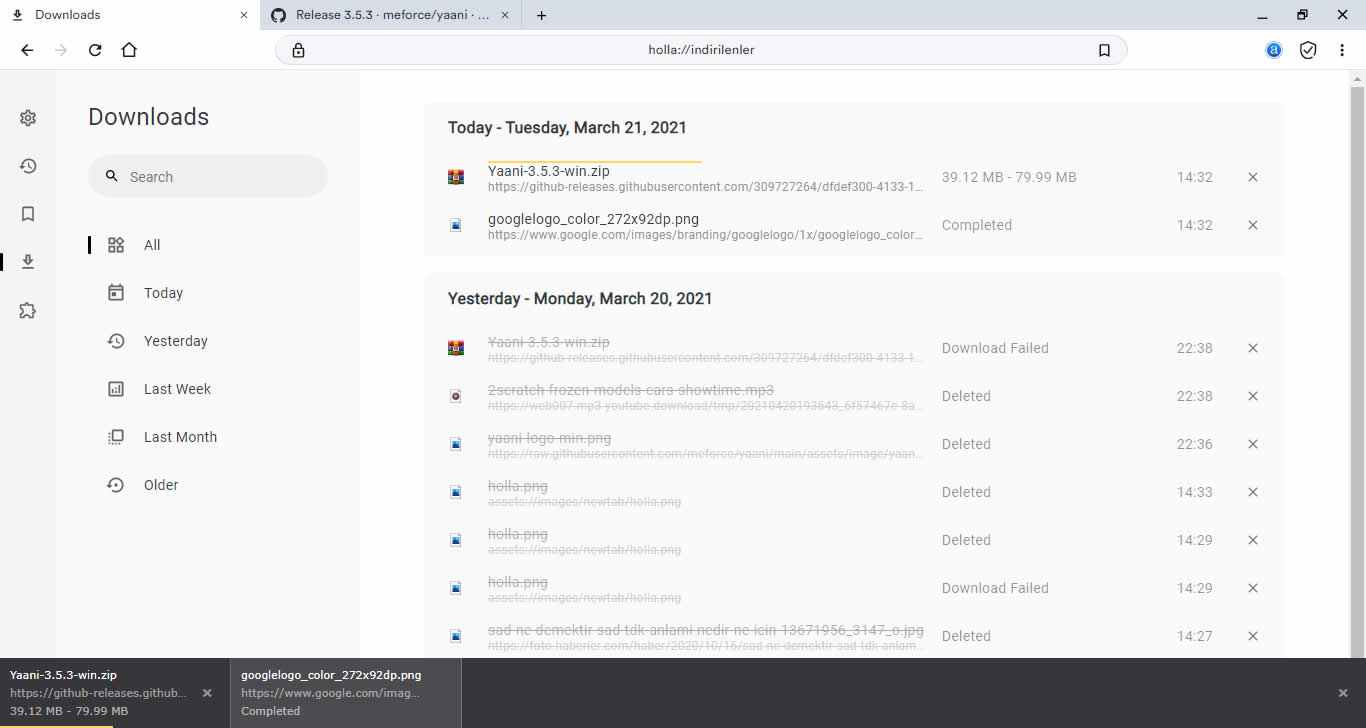 Downloads
Release 3.5.3 · meforce/yaani · ...
holla://indirilenler
Downloads
Search
All
Today
Yesterday
Last Week
Last Month
Older
Today - Tuesday, March 21, 2021
Yaani-3.5.3-win.zip
https://github-releases.githubusercontent.com/309727264/dfdef300-4133-1...
39.12 MB - 79.99 MB
14:32
googlelogo_color_272x92dp.png
https://www.google.com/images/branding/googlelogo/1x/googlelogo_color...
Completed
14:32
Yesterday - Monday, March 20, 2021
Yaani-3.5.3-win.zip
https://github-releases.githubusercontent.com/309727264/dfdef300-4133-1...
Download Failed
22:38
2scratch frozen models cars showtime.mp3
https://web007.mp3-youtube.download/tmp/20210420193643_6f57467e-8a...
Deleted
22:38
yaani-logo-min.png
https://raw.githubusercontent.com/meforce/yaani/main/assets/image/yaan...
Deleted
22:36
holla.png
assets://images/newtab/holla.png
Deleted
14:33
holla.png
assets://images/newtab/holla.png
Deleted
14:29
holla.png
assets://images/newtab/holla.png
Download Failed
14:29
sad-ne-demektir-sad-tdk-anlami-nedir-ne-icin-13671956_3147_o.jpg
https://foto.haberler.com/haber/2020/10/16/sad-ne-demektir-sad-tdk-anlam...
Deleted
14:27
Yaani-3.5.3-win.zip
https://github-releases.github...
39.12 MB - 79.99 MB
googlelogo_color_272x92dp.png
https://www.google.com/imag...
Completed